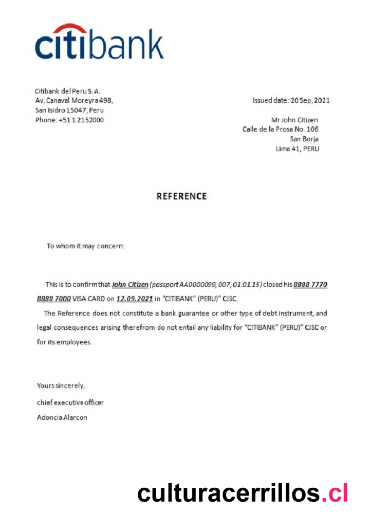 citibank
Citibank del Peru S.A.
Av. Canaval Moreyra 498,
San Isidro 15047, Peru
Phone: +51 1 2152000
Issued date: 20 Sep, 2021
Mr John Citizen
Calle de la Prosa No. 106
San Borja
Lima 41, PERU
REFERENCE
To whom it may concern:
This is to confirm that John Citizen (passport AA0000099, 007, 01.01.15) closed his 8888 7770
8888 7000 VISA CARD on 12.09.2021 in "CITIBANK" (PERU)" CJSC.
The Reference does not constitute a bank guarantee or other type of debt instrument, and
legal consequences arising therefrom do not entail any liability for "CITIBANK" (PERU)" CJSC or
for its employees.
Yours sincerely,
chief executive officer
Adoncia Alarcon
culturacerrillos.cl